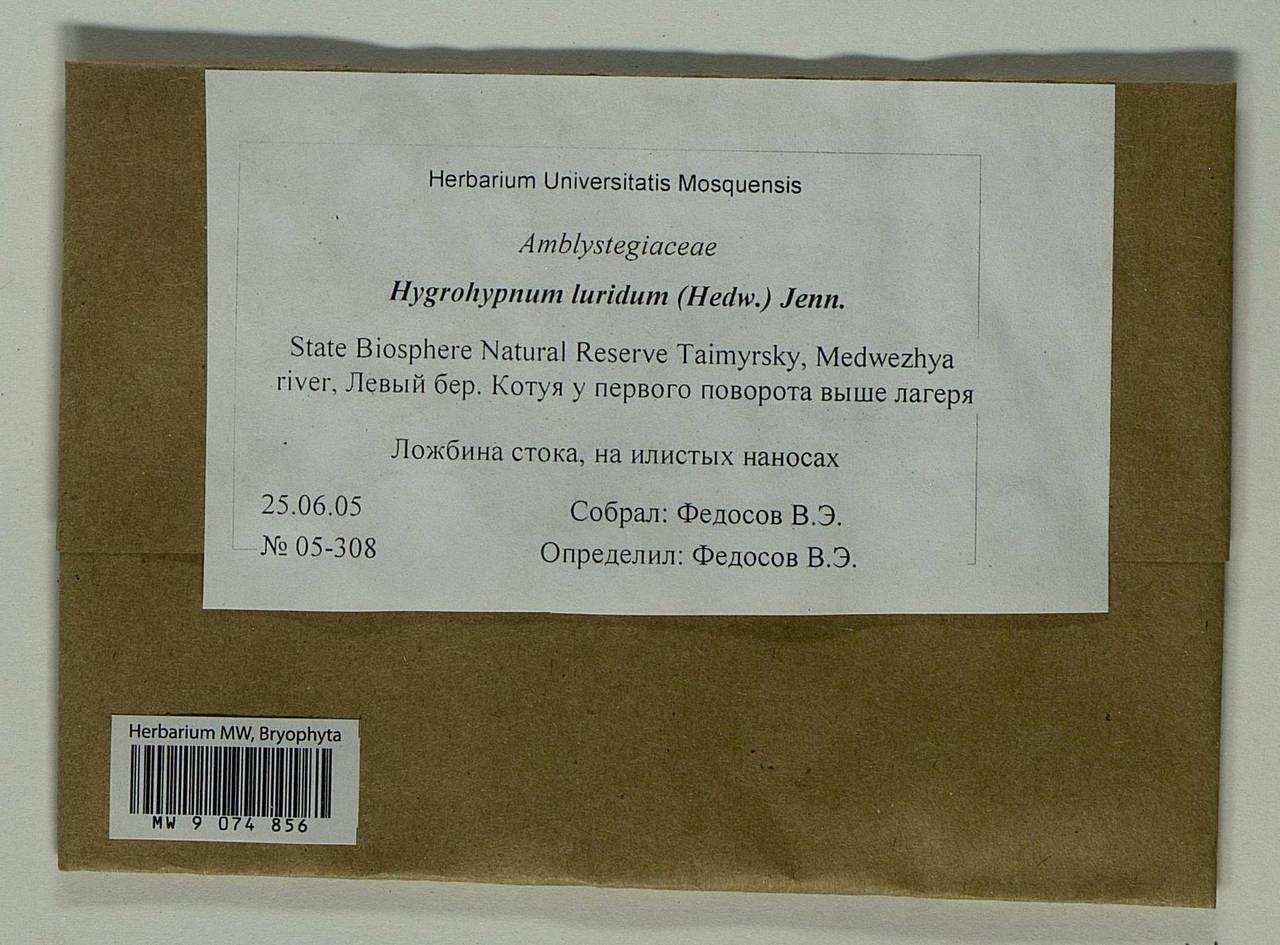 Herbarium Universitatis Mosquensis
Amblystegiaceae
Hygrohypnum luridum (Hedw.) Jenn.
State Biosphere Natural Reserve Taimyrsky, Medwezhya
river, Левый бер. Котуя у первого поворота выше лагеря
Ложбина стока, на илистых наносах
25.06.05
Собрал: Федосов В.Э.
№ 05-308
Определил: Федосов В.Э.
Herbarium MW, Bryophyta
MW 9 074 856